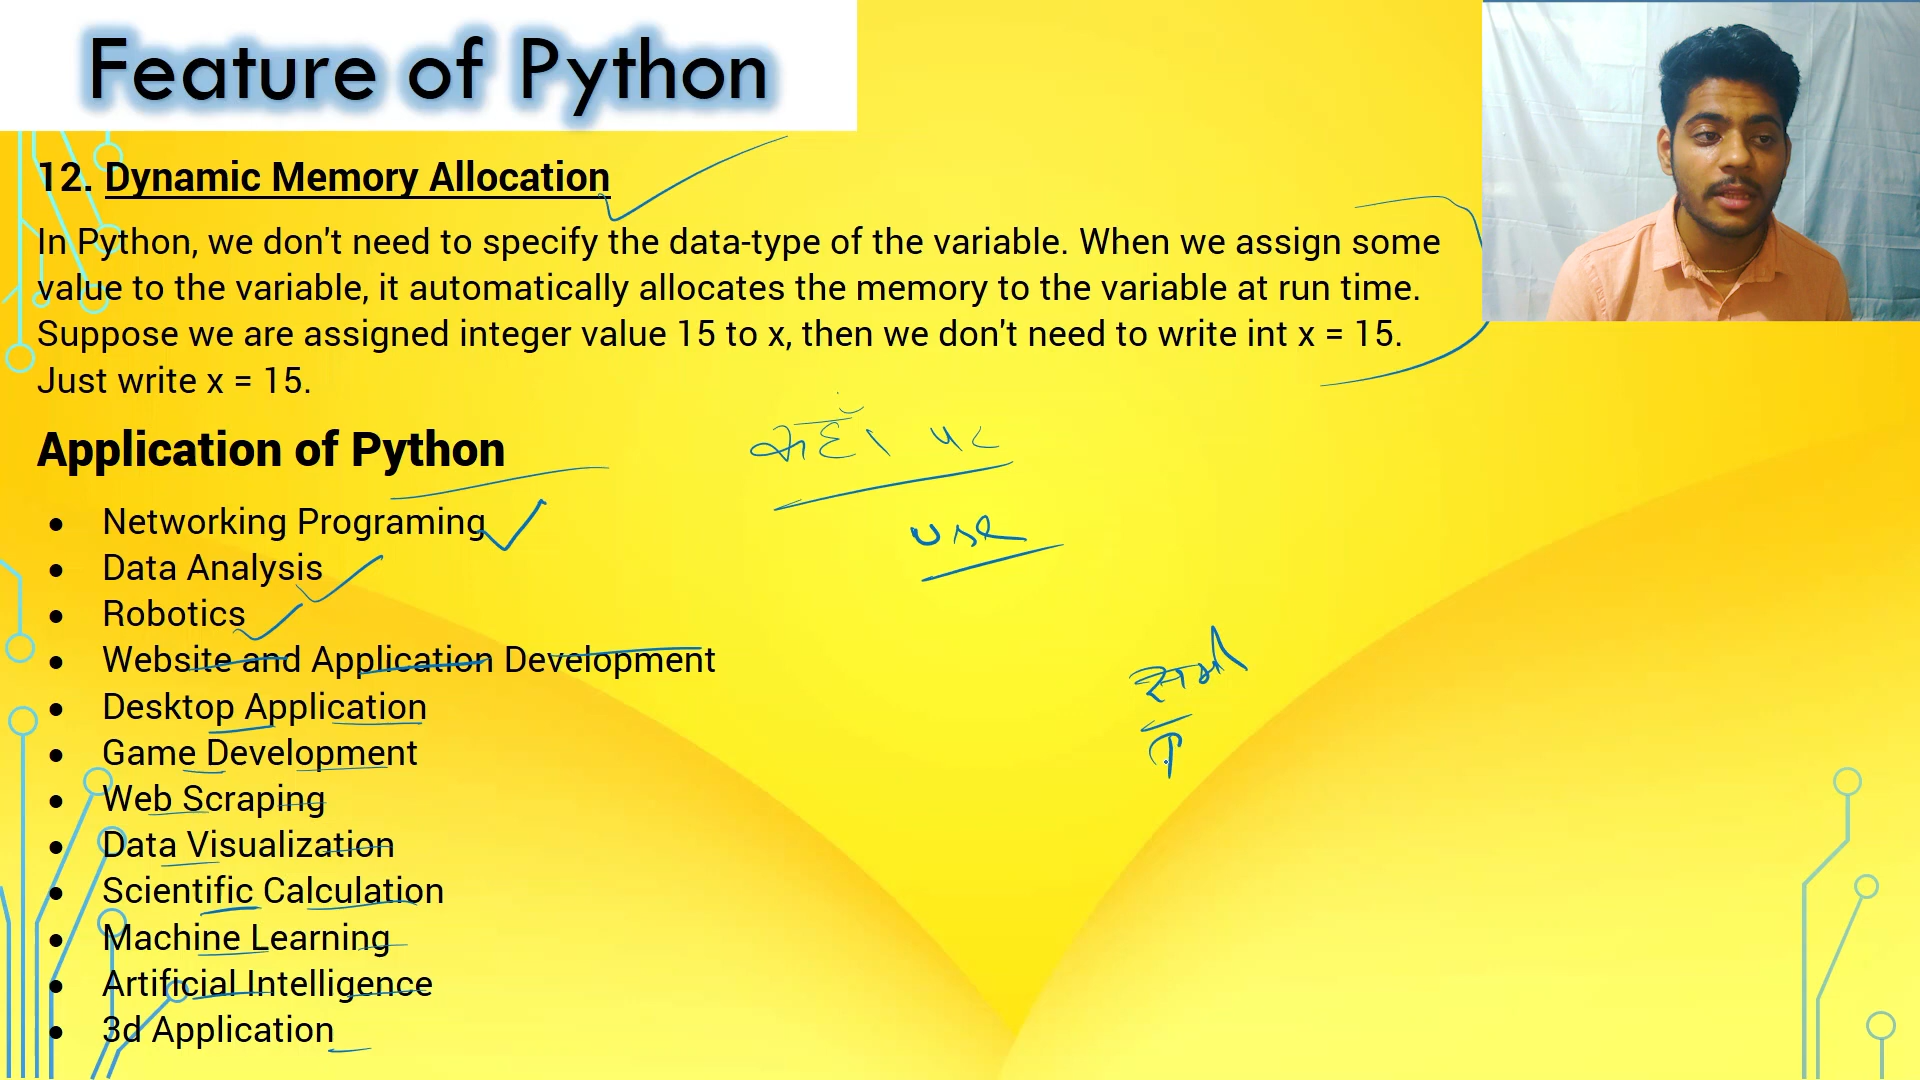 Feature of Python
12. Dynamic Memory Allocation
In Python, we don't need to specify the data-type of the variable. When we assign some
value to the variable, it automatically allocates the memory to the variable at run time.
Suppose we are assigned integer value 15 to x, then we don't need to write int x = 15.
Just write x = 15.
Application of Python
कहाँ पर
use
Networking Programing
Data Analysis
Robotics
Website and Application Development
Desktop Application
Game Development
Web Scraping
Data Visualization
Scientific Calculation
Machine Learning
Artificial Intelligence
3d Application